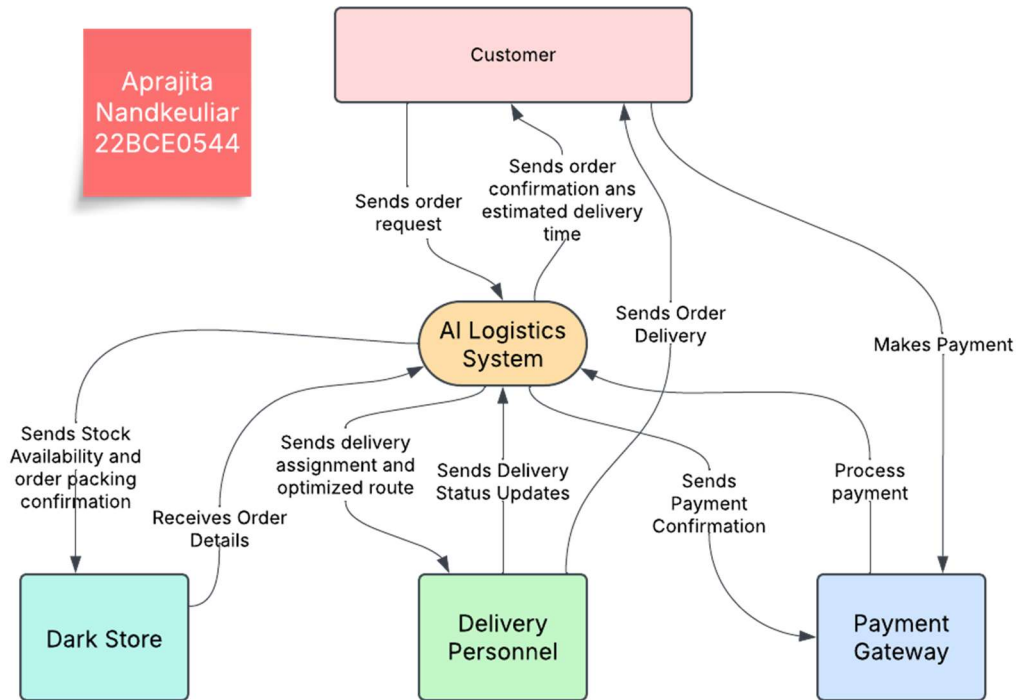 Aprajita
Nandkeuliar
22BCE0544
Customer
Sends order
request
Sends order
confirmation ans
estimated delivery
time
Sends Order
Delivery
Makes Payment
AI Logistics
System
Sends Stock
Availability and
order packing
confirmation
Receives Order
Details
Sends delivery
assignment and
optimized route
Sends Delivery
Status Updates
Sends
Payment
Confirmation
Process
payment
Dark Store
Delivery
Personnel
Payment
Gateway